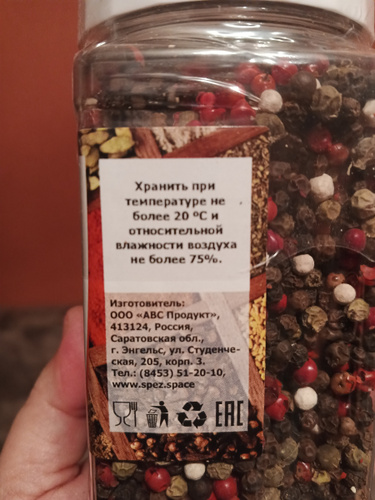 Хранить при
температуре не
более 20 ºС и
относительной
влажности воздуха
не более 75%.
Изготовитель:
ООО «АВС Продукт»,
413124, Россия,
Саратовская обл.,
г. Энгельс, ул. Студенче-
ская, 205, корп. 3.
Тел.: (8453) 51-20-10,
www.spez.space
EAC